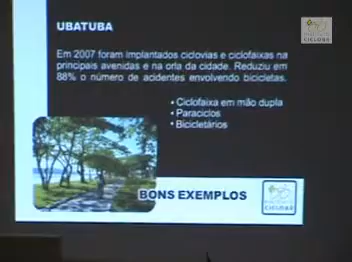 UBATUBA
Em 2007 foram implantados ciclovias e ciclofaixas na
principais avenidas e na orla da cidade. Reduziu em
88% o número de acidentes envolvendo bicicletas.
• Ciclofaixa em mão dupla
• Paraciclos
• Bicicletários
BONS EXEMPLOS